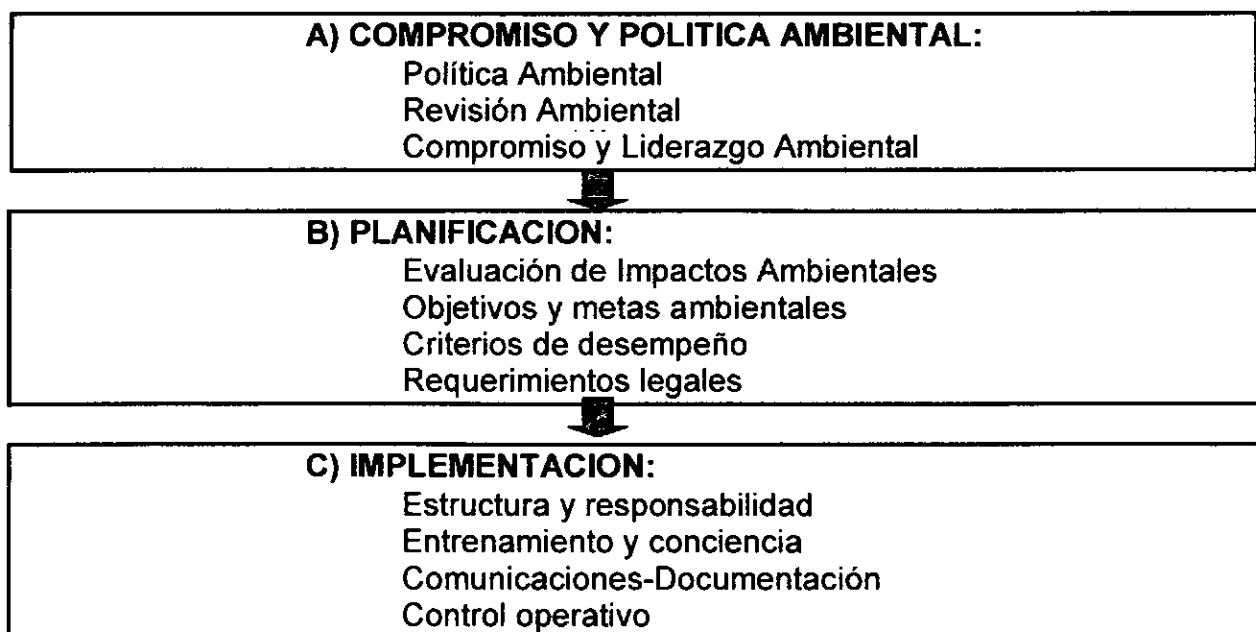 A) COMPROMISO Y POLITICA AMBIENTAL:
Política Ambiental
Revisión Ambiental
Compromiso y Liderazgo Ambiental
B) PLANIFICACION:
Evaluación de Impactos Ambientales
Objetivos y metas ambientales
Criterios de desempeño
Requerimientos legales
C) IMPLEMENTACION:
Estructura y responsabilidad
Entrenamiento y conciencia
Comunicaciones-Documentación
Control operativo